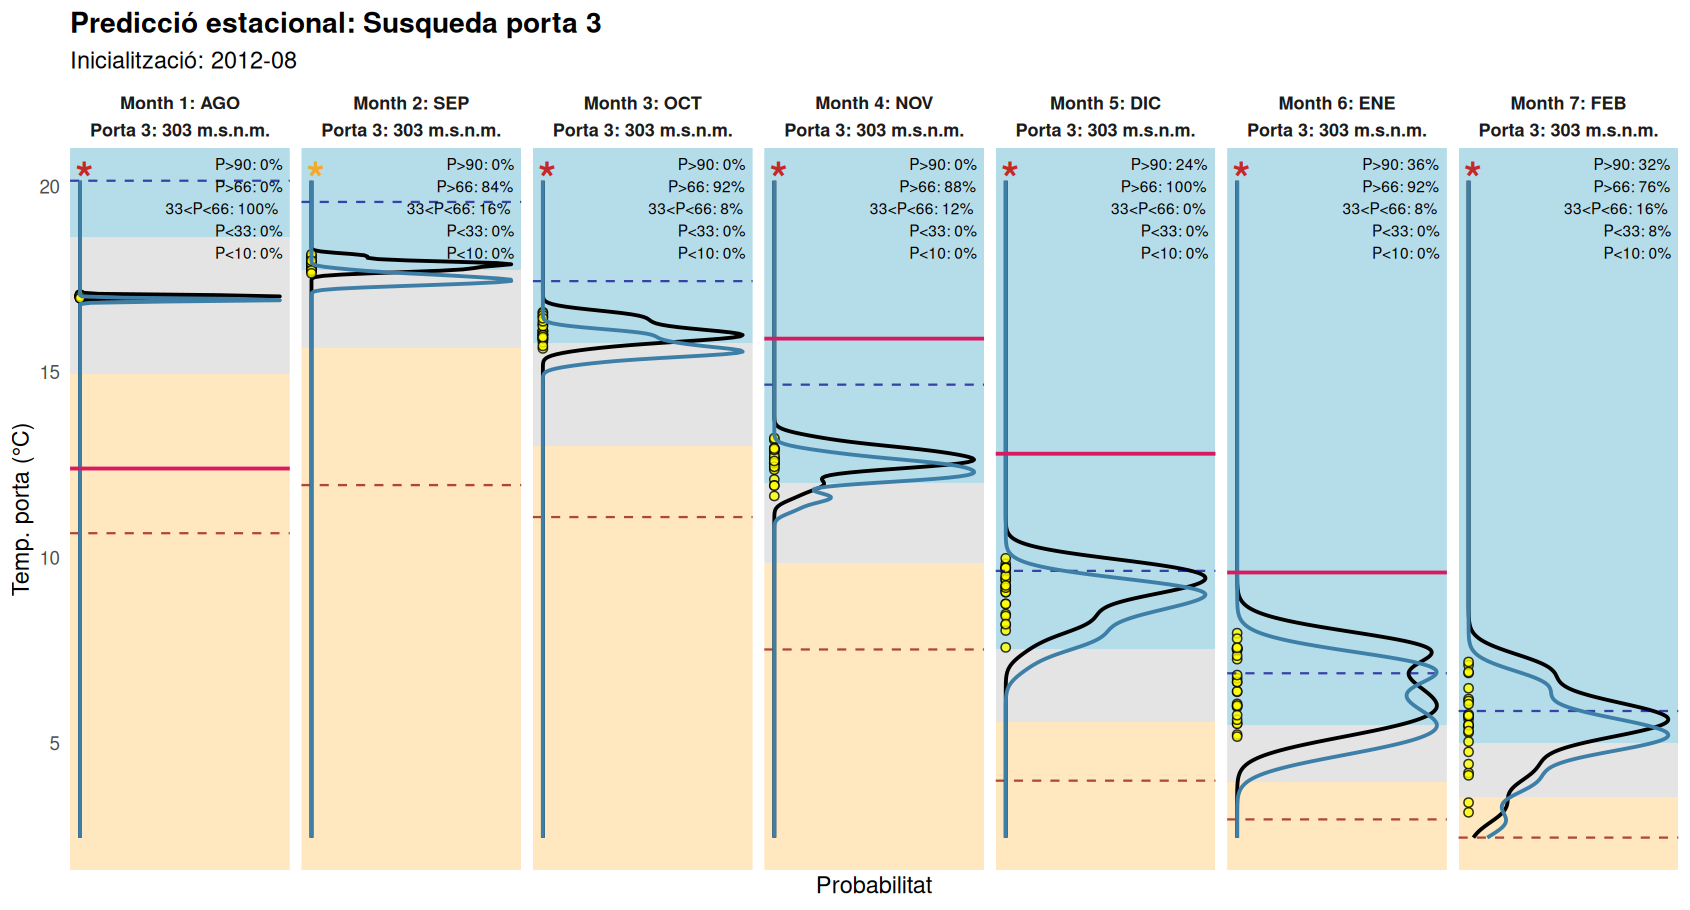 Predicció estacional: Susqueda porta 3
Inicialització: 2012-08
Month 1: AGO
Porta 3: 303 m.s.n.m.
Month 2: SEP
Porta 3: 303 m.s.n.m.
Month 3: OCT
Porta 3: 303 m.s.n.m.
Month 4: NOV
Porta 3: 303 m.s.n.m.
Month 5: DIC
Porta 3: 303 m.s.n.m.
Month 6: ENE
Porta 3: 303 m.s.n.m.
Month 7: FEB
Porta 3: 303 m.s.n.m.
*
P>90: 0%
P>66: 0%
33<P<66: 100%
P<33: 0%
P<10: 0%
*
P>90: 0%
P>66: 84%
33<P<66: 16%
P<33: 0%
P<10: 0%
*
P>90: 0%
P>66: 92%
33<P<66: 8%
P<33: 0%
P<10: 0%
*
P>90: 0%
P>66: 88%
33<P<66: 12%
P<33: 0%
P<10: 0%
*
P>90: 24%
P>66: 100%
33<P<66: 0%
P<33: 0%
P<10: 0%
*
P>90: 36%
P>66: 92%
33<P<66: 8%
P<33: 0%
P<10: 0%
*
P>90: 32%
P>66: 76%
33<P<66: 16%
P<33: 8%
P<10: 0%
20
15
10
5
Temp. porta (°C)
Probabilitat